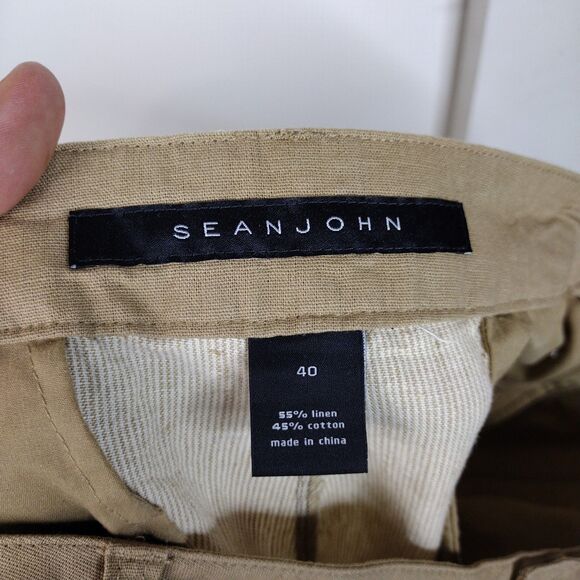 SEANJOHN
40
55% linen
45% cotton
made in china